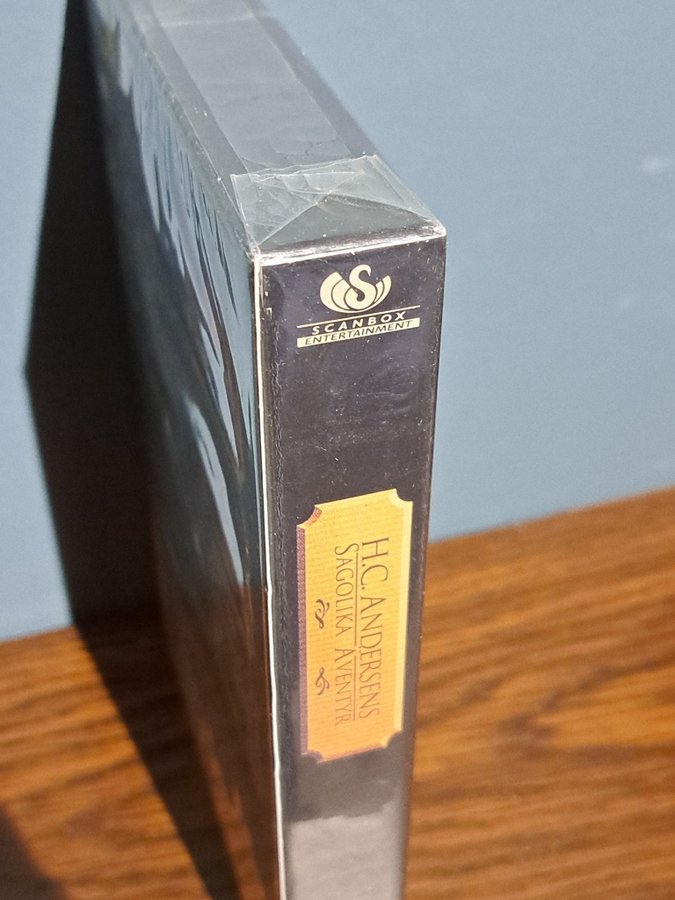 SCANBOX
ENTERTAINMENT
H.C. ANDERSENS
SAGOLIKA ÄVENTYR